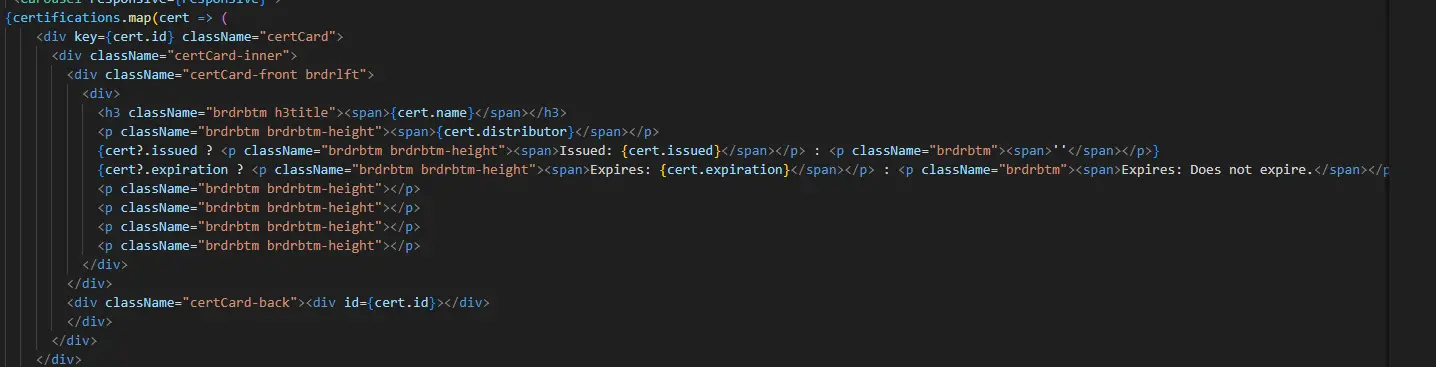 <Carousel responsive={responsive} >
{certifications.map(cert => (
<div key={cert.id} className="certCard">
<div className="certCard-inner">
<div className="certCard-front brdrlft">
<div>
<h3 className="brdrbtm h3title"><span>{cert.name}</span></h3>
<p className="brdrbtm brdrbtm-height"><span>{cert.distributor}</span></p>
{cert?.issued ? <p className="brdrbtm brdrbtm-height"><span>Issued: {cert.issued}</span></p> : <p className="brdrbtm"><span>''</span></p>}
{cert?.expiration ? <p className="brdrbtm brdrbtm-height"><span>Expires: {cert.expiration}</span></p> : <p className="brdrbtm"><span>Expires: Does not expire.</span></p
<p className="brdrbtm brdrbtm-height"></p>
<p className="brdrbtm brdrbtm-height"></p>
<p className="brdrbtm brdrbtm-height"></p>
<p className="brdrbtm brdrbtm-height"></p>
</div>
</div>
<div className="certCard-back"><div id={cert.id}></div>
</div>
</div>
</div>